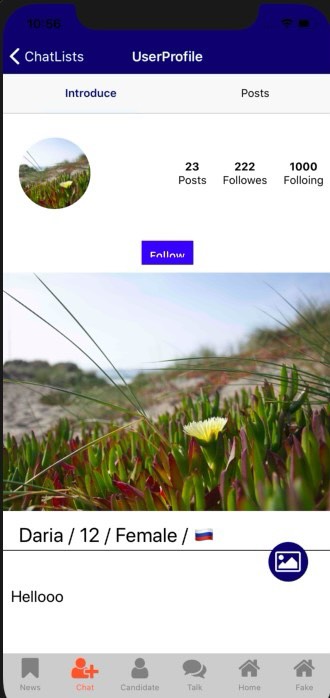 10:56
ChatLists
UserProfile
Introduce Posts
23 222 1000
Posts Followes Folloing
Follow
Daria / 12 / Female / 🇷🇺
Hellooo
News Chat Candidate Talk Home Fake